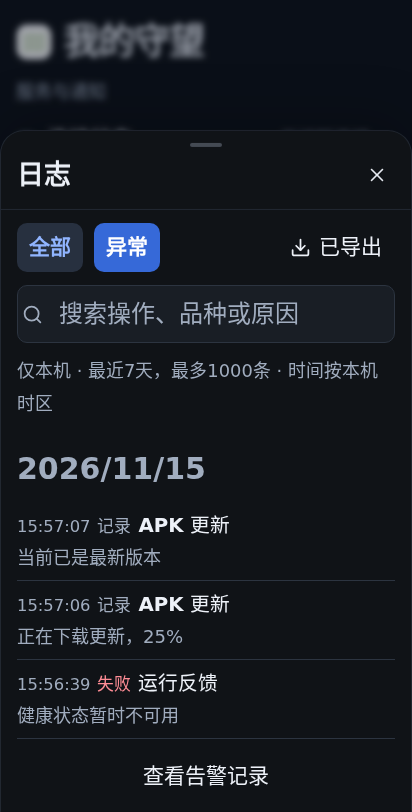 我的守望
服务与通知
日志
全部 异常 已导出
搜索操作、品种或原因
仅本机 · 最近7天，最多1000条 · 时间按本机
时区
2026/11/15
15:57:07 记录 APK 更新
当前已是最新版本
15:57:06 记录 APK 更新
正在下载更新，25%
15:56:39 失败 运行反馈
健康状态暂时不可用
查看告警记录